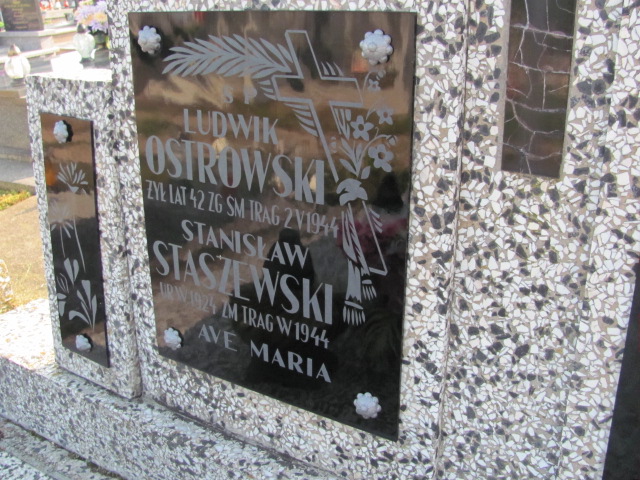 Ś P
LUDWIK
OSTROWSKI
ŻYŁ LAT 42 ZG ŚM TRAG 2 V 1944
STANISŁAW
STASZEWSKI
UR W 1924 ZM TRAG W 1944
AVE MARIA